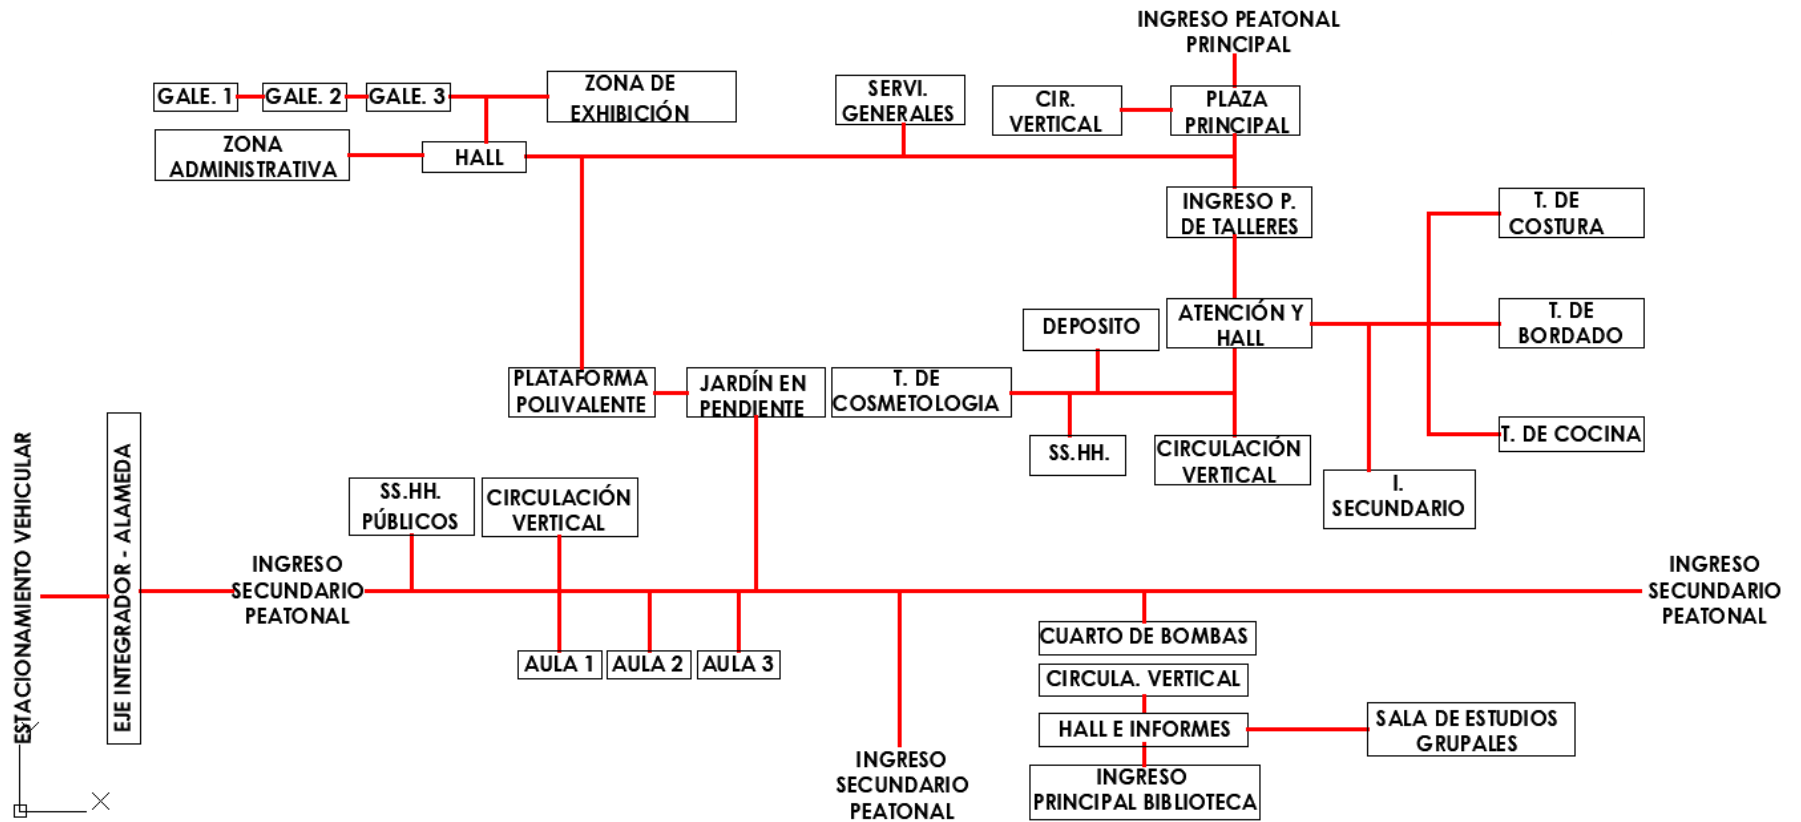 INGRESO PEATONAL
PRINCIPAL
GALE. 1
GALE. 2
GALE. 3
ZONA DE
EXHIBICIÓN
SERVI.
GENERALES
CIR.
VERTICAL
PLAZA
PRINCIPAL
ZONA
ADMINISTRATIVA
HALL
INGRESO P.
DE TALLERES
T. DE
COSTURA
DEPOSITO
ATENCIÓN Y
HALL
T. DE
BORDADO
PLATAFORMA
POLIVALENTE
JARDÍN EN
PENDIENTE
T. DE
COSMETOLOGIA
SS.HH.
CIRCULACIÓN
VERTICAL
T. DE COCINA
I.
SECUNDARIO
ESTACIONAMIENTO VEHICULAR
EJE INTEGRADOR - ALAMEDA
SS.HH.
PÚBLICOS
CIRCULACIÓN
VERTICAL
INGRESO
SECUNDARIO
PEATONAL
INGRESO
SECUNDARIO
PEATONAL
AULA 1
AULA 2
AULA 3
CUARTO DE BOMBAS
CIRCULA. VERTICAL
HALL E INFORMES
SALA DE ESTUDIOS
GRUPALES
INGRESO
SECUNDARIO
PEATONAL
INGRESO
PRINCIPAL BIBLIOTECA
Y
X